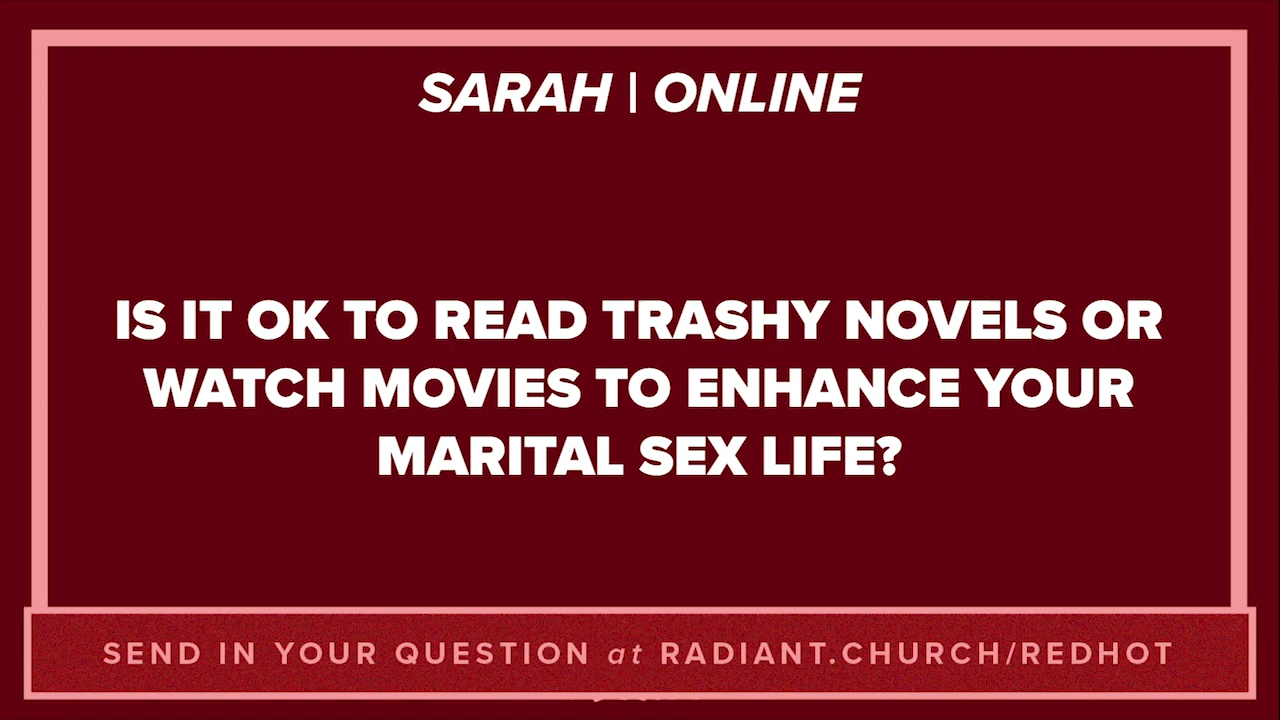 SARAH | ONLINE
IS IT OK TO READ TRASHY NOVELS OR
WATCH MOVIES TO ENHANCE YOUR
MARITAL SEX LIFE?
SEND IN YOUR QUESTION at RADIANT.CHURCH/REDHOT